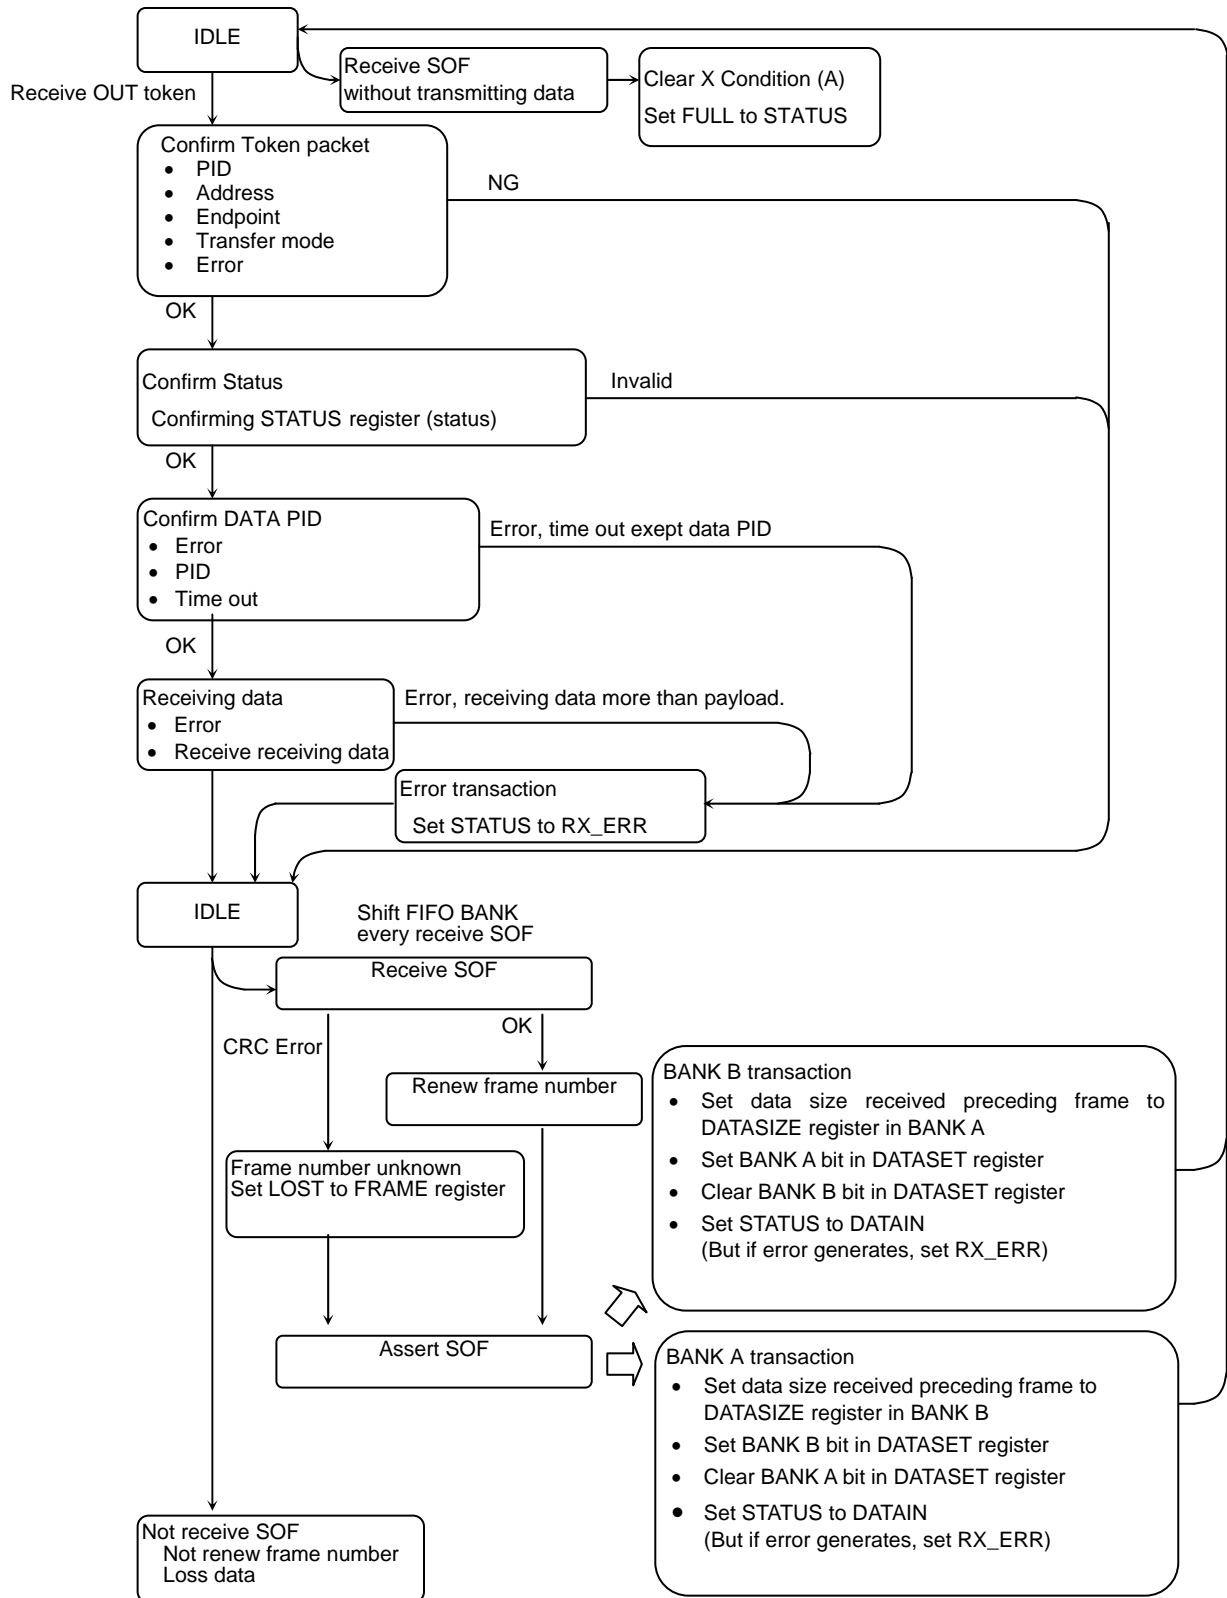 IDLE
Receive SOF
without transmitting data
Clear X Condition (A)
Set FULL to STATUS
Receive OUT token
Confirm Token packet
• PID
• Address
• Endpoint
• Transfer mode
• Error
NG
OK
Confirm Status
Confirming STATUS register (status)
Invalid
OK
Confirm DATA PID
• Error
• PID
• Time out
Error, time out exept data PID
OK
Receiving data
• Error
• Receive receiving data
Error, receiving data more than payload.
Error transaction
Set STATUS to RX_ERR
IDLE
Shift FIFO BANK
every receive SOF
Receive SOF
CRC Error
OK
Renew frame number
Frame number unknown
Set LOST to FRAME register
Assert SOF
BANK B transaction
• Set data size received preceding frame to
DATASIZE register in BANK A
• Set BANK A bit in DATASET register
• Clear BANK B bit in DATASET register
• Set STATUS to DATAIN
(But if error generates, set RX_ERR)
BANK A transaction
• Set data size received preceding frame to
DATASIZE register in BANK B
• Set BANK B bit in DATASET register
• Clear BANK A bit in DATASET register
• Set STATUS to DATAIN
(But if error generates, set RX_ERR)
Not receive SOF
Not renew frame number
Loss data